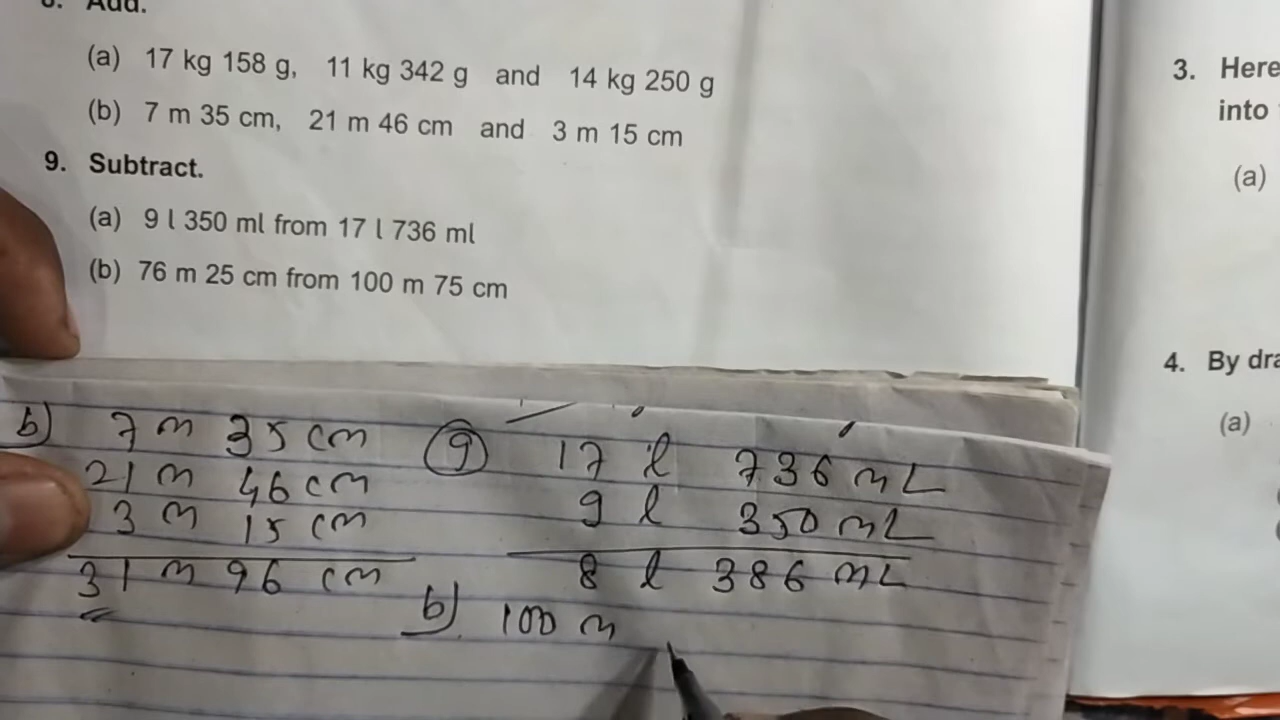 8. Add.
(a) 17 kg 158 g, 11 kg 342 g and 14 kg 250 g
(b) 7 m 35 cm, 21 m 46 cm and 3 m 15 cm
9. Subtract.
(a) 9 l 350 ml from 17 l 736 ml
(b) 76 m 25 cm from 100 m 75 cm
b) 7 m 35 cm
21 m 46 cm
3 m 15 cm
31 m 96 cm
9 17 l 736 mL
9 l 350 mL
8 l 386 mL
b) 100 m
3. Here
into
(a)
4. By dra
(a)